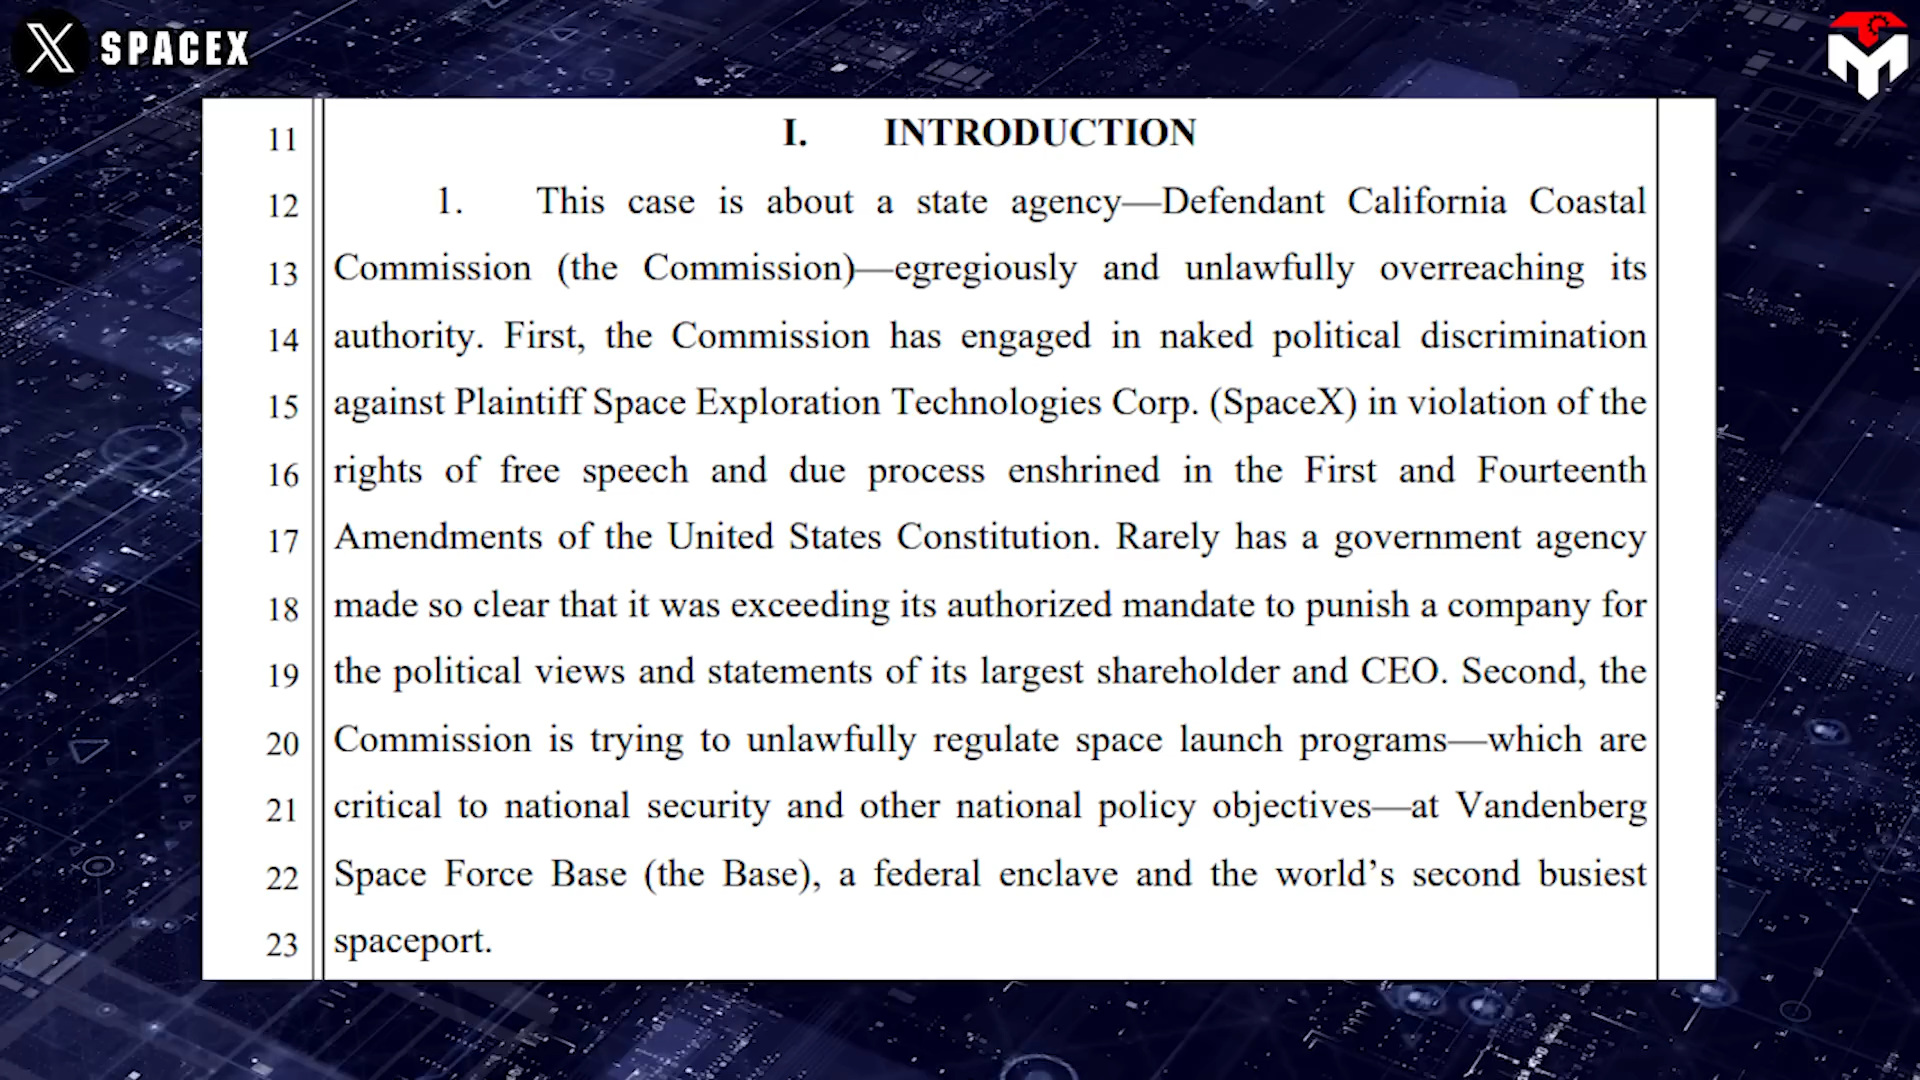 X SPACEX
M
11 I. INTRODUCTION
12 1. This case is about a state agency—Defendant California Coastal
13 Commission (the Commission)—egregiously and unlawfully overreaching its
14 authority. First, the Commission has engaged in naked political discrimination
15 against Plaintiff Space Exploration Technologies Corp. (SpaceX) in violation of the
16 rights of free speech and due process enshrined in the First and Fourteenth
17 Amendments of the United States Constitution. Rarely has a government agency
18 made so clear that it was exceeding its authorized mandate to punish a company for
19 the political views and statements of its largest shareholder and CEO. Second, the
20 Commission is trying to unlawfully regulate space launch programs—which are
21 critical to national security and other national policy objectives—at Vandenberg
22 Space Force Base (the Base), a federal enclave and the world’s second busiest
23 spaceport.